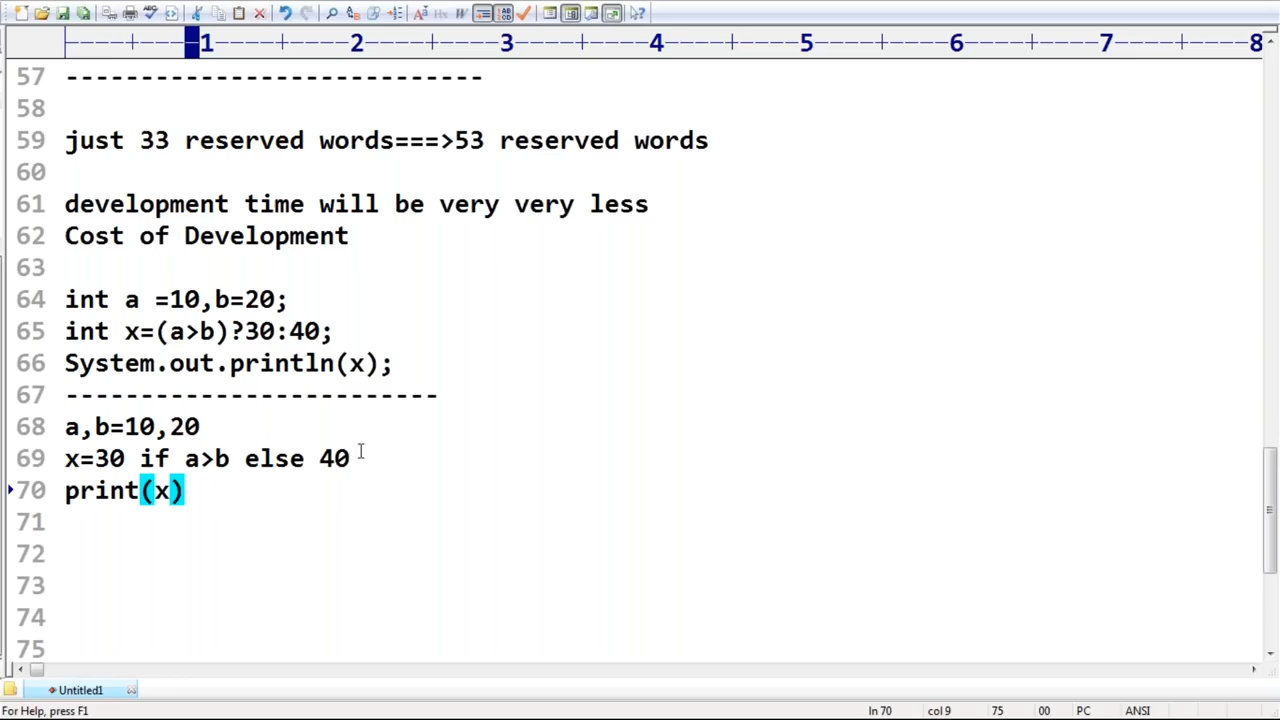 1 2 3 4 5 6 7 8
57 ----------------------------
58
59 just 33 reserved words===>53 reserved words
60
61 development time will be very very less
62 Cost of Development
63
64 int a =10,b=20;
65 int x=(a>b)?30:40;
66 System.out.println(x);
67 -------------------------
68 a,b=10,20
69 x=30 if a>b else 40
70 print(x)
71
72
73
74
75
Untitled1
For Help, press F1 ln 70 col 9 75 00 PC ANSI